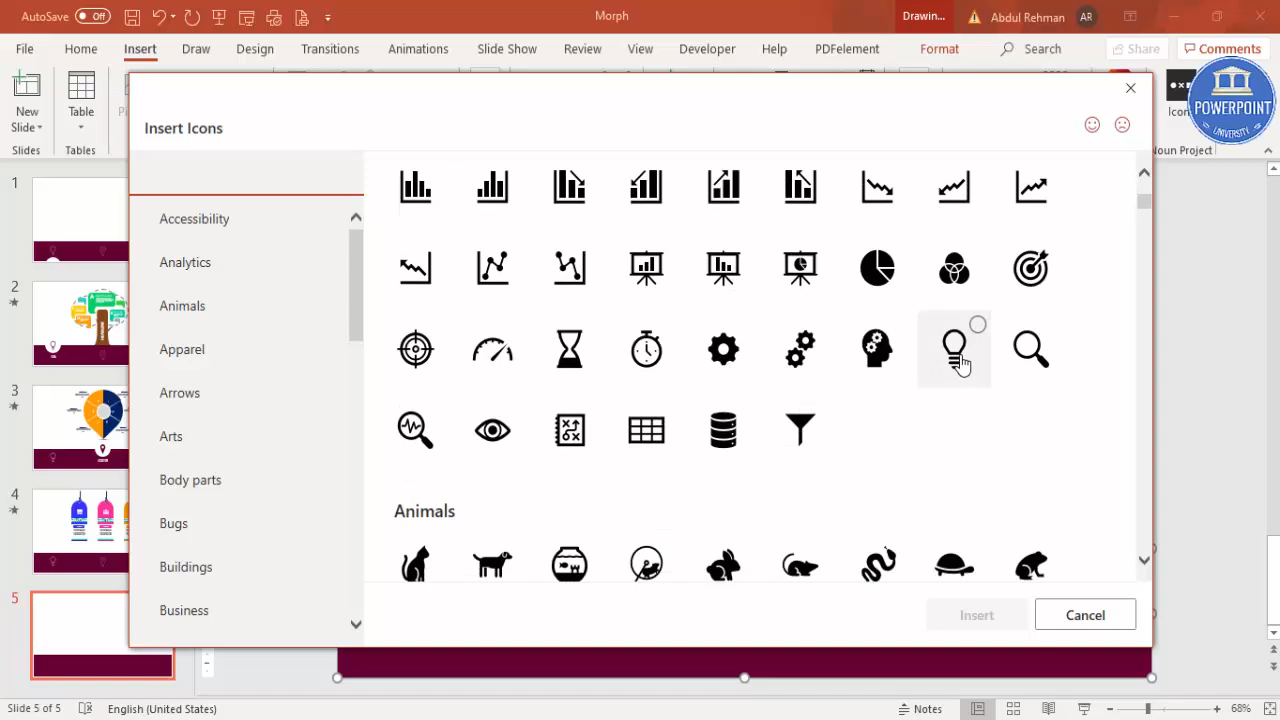 AutoSave Off Morph Drawin... Abdul Rehman AR
File Home Insert Draw Design Transitions Animations Slide Show Review View Developer Help PDFelement Format Search Share Comments
New
Slide
Table
Slides
Tables
Noun Project
POWERPOINT
UNIVERSITY
Insert Icons
Accessibility
Analytics
Animals
Apparel
Arrows
Arts
Body parts
Bugs
Buildings
Business
Animals
Insert Cancel
1
2
3
4
5
Slide 5 of 5 English (United States) Notes 68%